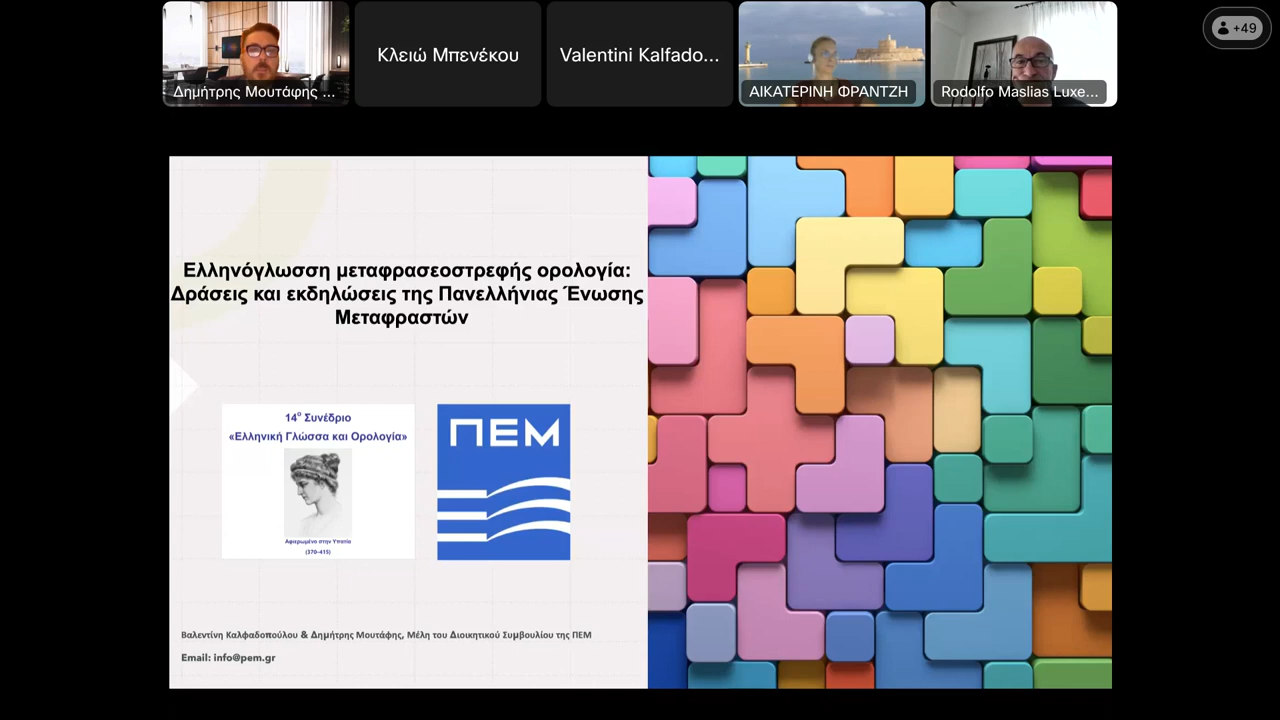 Δημήτρης Μουτάφης ...
Κλειώ Μπενέκου
Valentini Kalfado...
ΑΙΚΑΤΕΡΙΝΗ ΦΡΑΝΤΖΗ
Rodolfo Maslias Luxe...
+49
Ελληνόγλωσση μεταφρασεοστρεφής ορολογία:
Δράσεις και εκδηλώσεις της Πανελλήνιας Ένωσης
Μεταφραστών
14ο Συνέδριο
«Ελληνική Γλώσσα και Ορολογία»
Αφιερωμένο στην Υπατία
(370-415)
ΠΕΜ
Βαλεντίνη Καλφαδοπούλου & Δημήτρης Μουτάφης, Μέλη του Διοικητικού Συμβουλίου της ΠΕΜ
Email: info@pem.gr